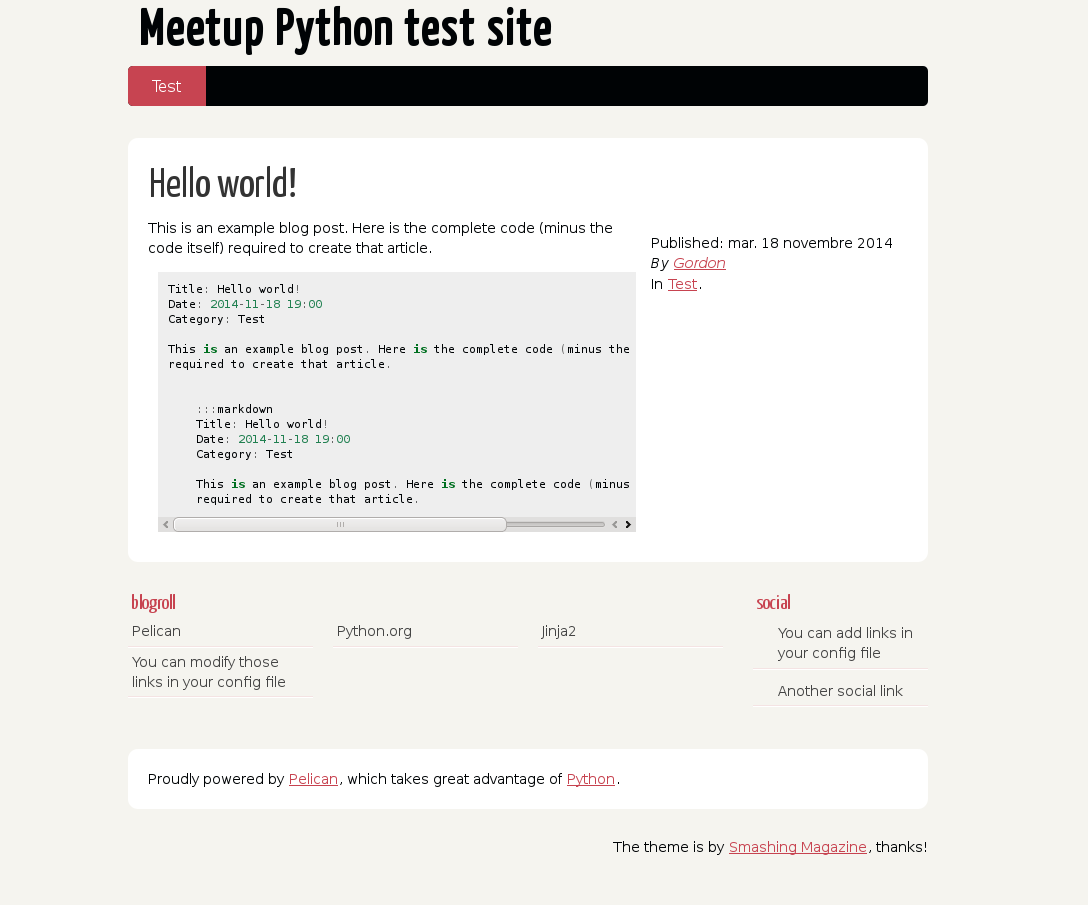 Meetup Python test site
Test
Hello world!
This is an example blog post. Here is the complete code (minus the
code itself) required to create that article.
Published: mar. 18 novembre 2014
By Gordon
In Test.
Title: Hello world!
Date: 2014-11-18 19:00
Category: Test
This is an example blog post. Here is the complete code (minus the
required to create that article.
:::markdown
Title: Hello world!
Date: 2014-11-18 19:00
Category: Test
This is an example blog post. Here is the complete code (minus
required to create that article.
blogroll
Pelican
Python.org
Jinja2
You can modify those
links in your config file
social
You can add links in
your config file
Another social link
Proudly powered by Pelican, which takes great advantage of Python.
The theme is by Smashing Magazine, thanks!